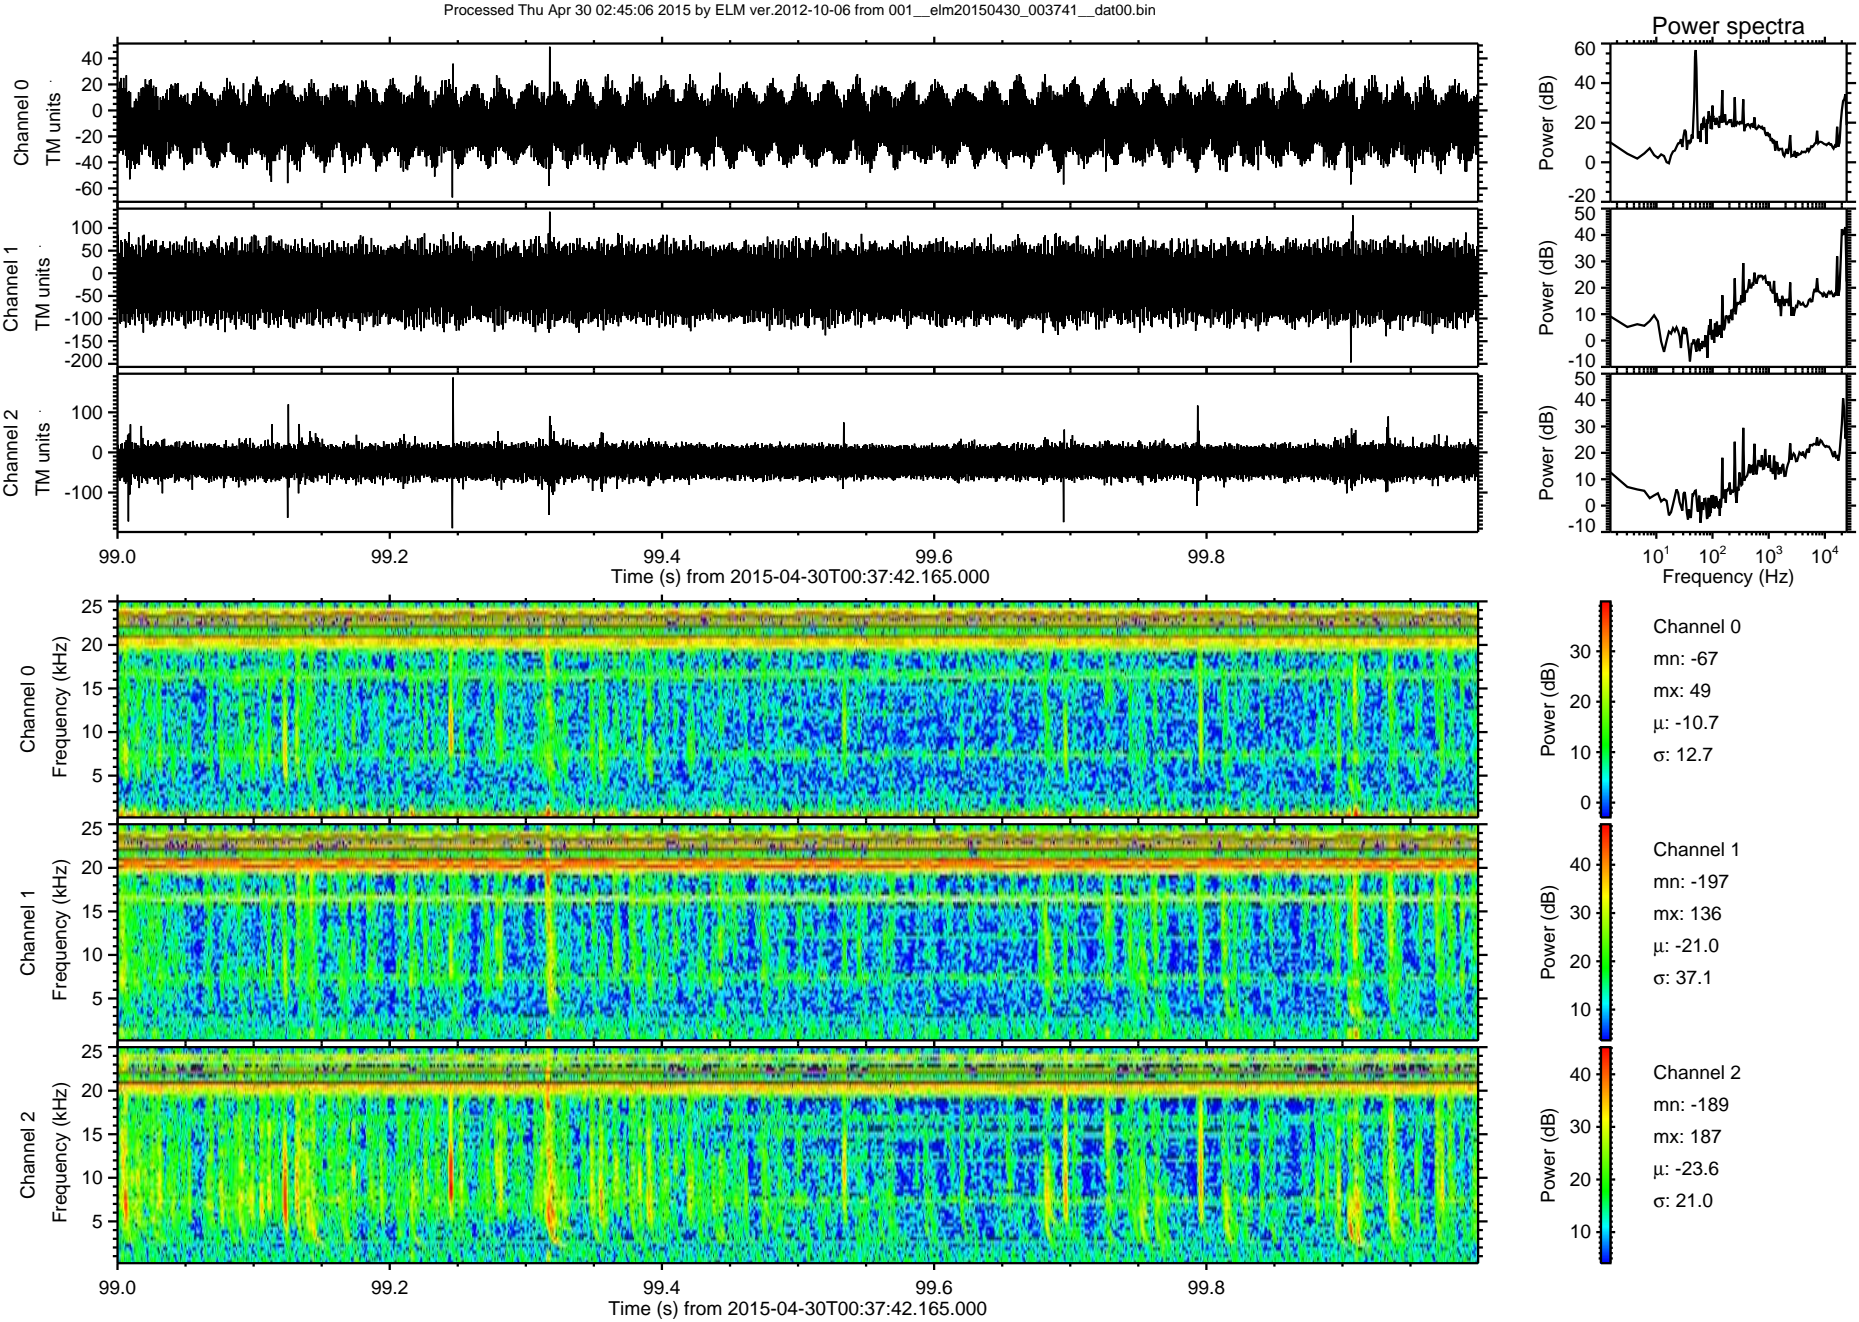 Processed Thu Apr 30 02:45:06 2015 by ELM ver.2012-10-06 from 001__elm20150430_003741__dat00.bin
Power spectra
Channel 0
TM units
40
20
0
-20
-40
-60
Power (dB)
60
40
20
0
-20
Channel 1
TM units
100
50
0
-50
-100
-150
-200
Power (dB)
50
40
30
20
10
0
-10
Channel 2
TM units
100
0
-100
Power (dB)
50
40
30
20
10
0
-10
99.0 99.2 99.4 99.6 99.8
Time (s) from 2015-04-30T00:37:42.165.000
10^1 10^2 10^3 10^4
Frequency (Hz)
Channel 0
Frequency (kHz)
25
20
15
10
5
Power (dB)
30
20
10
0
Channel 0
mn: -67
mx: 49
μ: -10.7
σ: 12.7
Channel 1
Frequency (kHz)
25
20
15
10
5
Power (dB)
40
30
20
10
Channel 1
mn: -197
mx: 136
μ: -21.0
σ: 37.1
Channel 2
Frequency (kHz)
25
20
15
10
5
Power (dB)
40
30
20
10
Channel 2
mn: -189
mx: 187
μ: -23.6
σ: 21.0
99.0 99.2 99.4 99.6 99.8
Time (s) from 2015-04-30T00:37:42.165.000